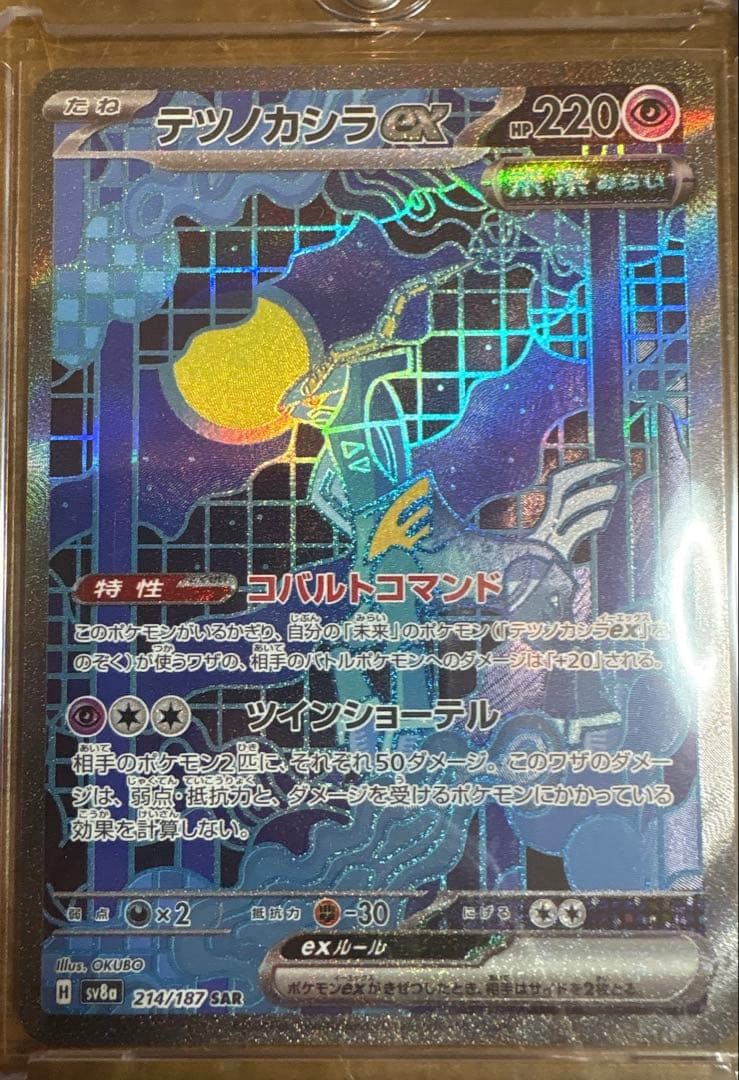 たね テツノカシラex HP220
未来 みらい
特性 コバルトコマンド
このポケモンがいるかぎり、自分の「未来」のポケモン(「テツノカシラex」を
のぞく)が使うワザの、相手のバトルポケモンへのダメージは「+20」される。
ツインショーテル
相手のポケモン2匹に、それぞれ50ダメージ。このワザのダメー
ジは、弱点・抵抗力と、ダメージを受けるポケモンにかかっている
効果を計算しない。
弱点 ×2 抵抗力 -30 にげる
exルール
Illus. OKUBO
ポケモンexがきぜつしたとき、相手はサイドを2枚とる。
H sv8a 214/187 SAR